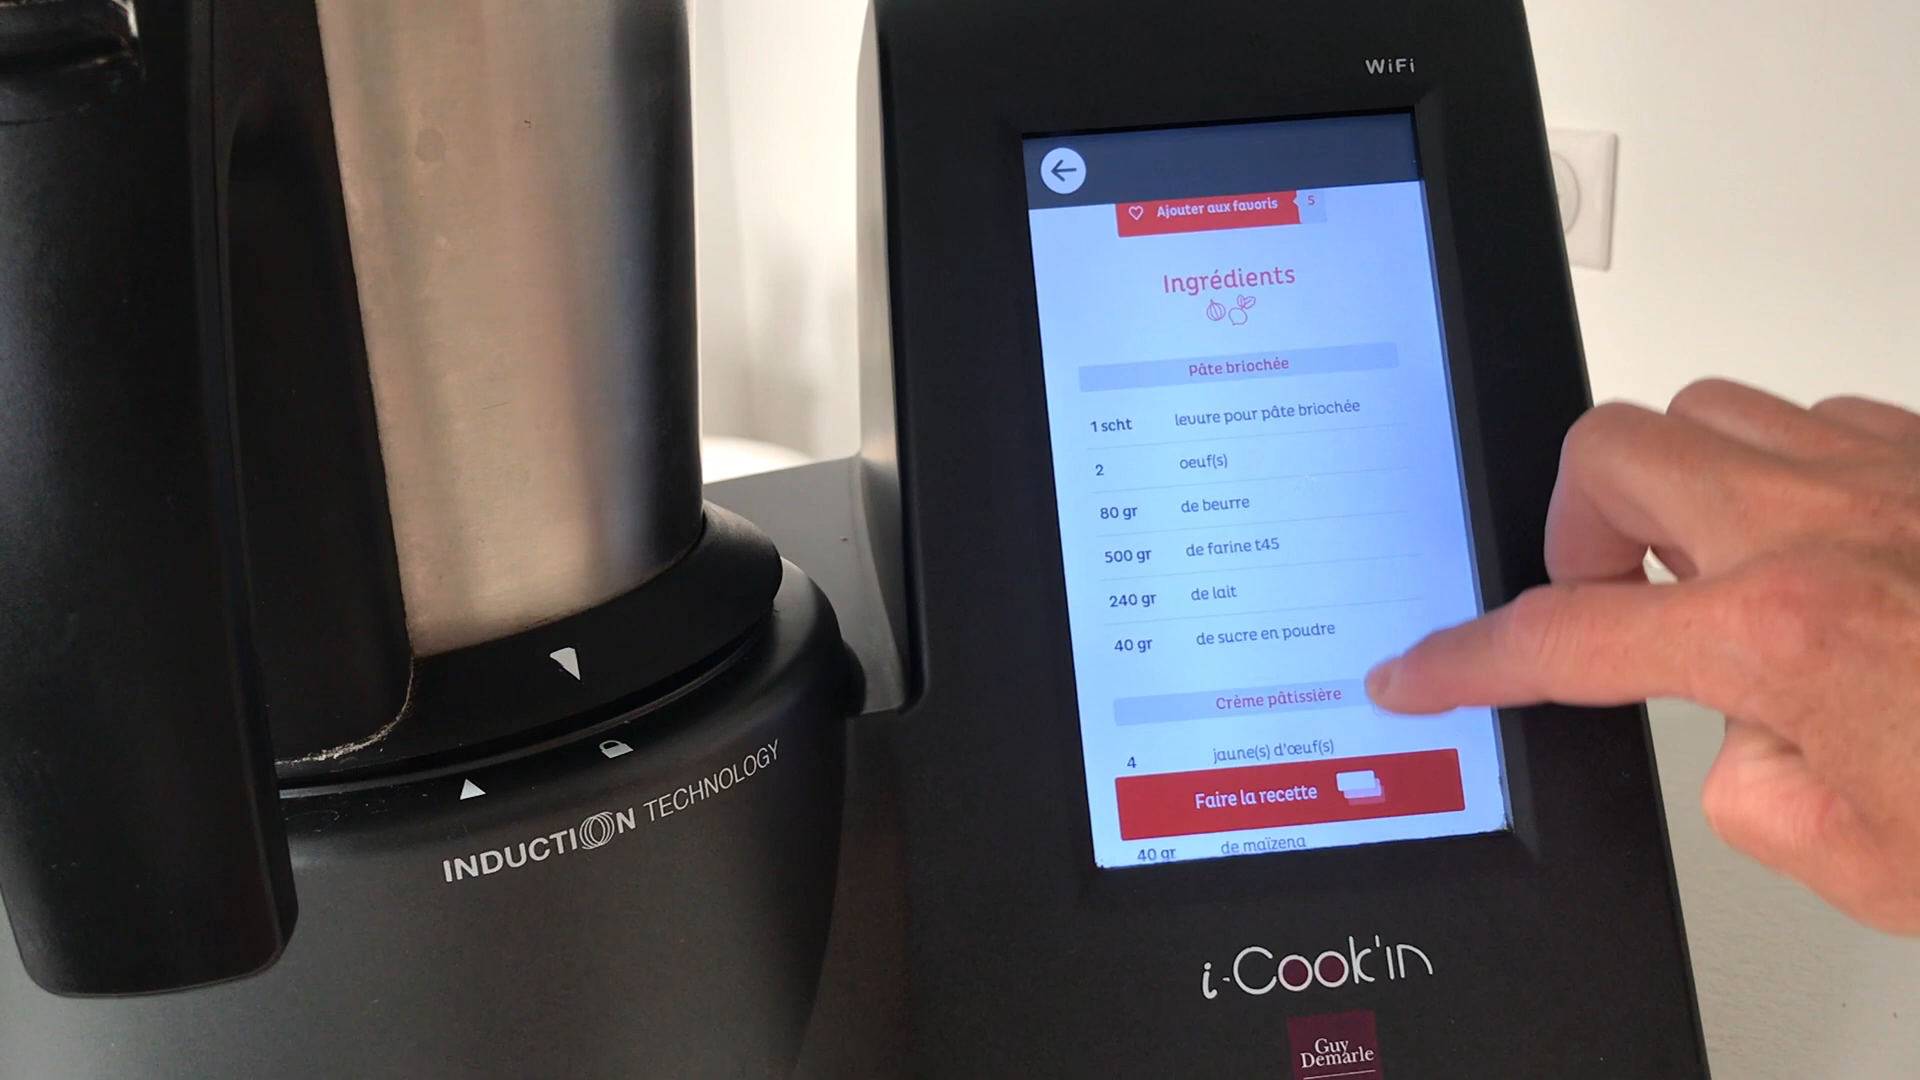 WiFi
Ajouter aux favoris 5
Ingrédients
Pâte briochée
1 scht levure pour pâte briochée
2 oeuf(s)
80 gr de beurre
500 gr de farine t45
240 gr de lait
40 gr de sucre en poudre
Crème pâtissière
4 jaune(s) d'œuf(s)
Faire la recette
40 gr de maïzena
INDUCTION TECHNOLOGY
i-Cook'in
Guy
Demarle